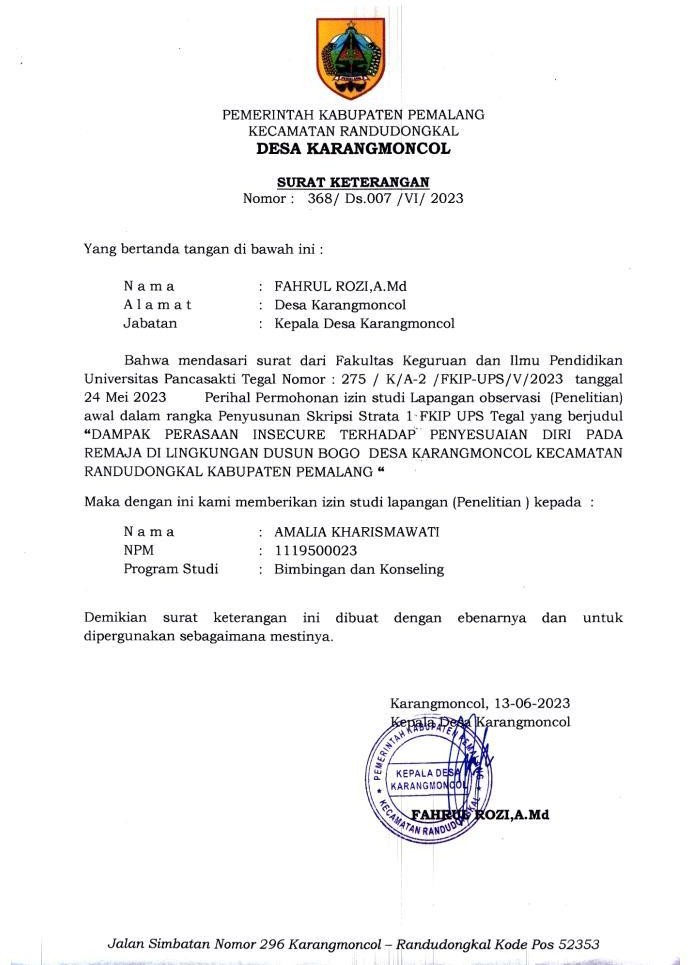 PEMERINTAH KABUPATEN PEMALANG
KECAMATAN RANDUDONGKAL
DESA KARANGMONCOL
SURAT KETERANGAN
Nomor : 368/ Ds.007 /VI/ 2023
Yang bertanda tangan di bawah ini :
N a m a : FAHRUL ROZI,A.Md
A l a m a t : Desa Karangmoncol
Jabatan : Kepala Desa Karangmoncol
Bahwa mendasari surat dari Fakultas Keguruan dan Ilmu Pendidikan
Universitas Pancasakti Tegal Nomor : 275 / K/A-2 /FKIP-UPS/V/2023 tanggal
24 Mei 2023 Perihal Permohonan izin studi Lapangan observasi (Penelitian)
awal dalam rangka Penyusunan Skripsi Strata 1 FKIP UPS Tegal yang berjudul
“DAMPAK PERASAAN INSECURE TERHADAP PENYESUAIAN DIRI PADA
REMAJA DI LINGKUNGAN DUSUN BOGO DESA KARANGMONCOL KECAMATAN
RANDUDONGKAL KABUPATEN PEMALANG “
Maka dengan ini kami memberikan izin studi lapangan (Penelitian ) kepada :
N a m a : AMALIA KHARISMAWATI
NPM : 1119500023
Program Studi : Bimbingan dan Konseling
Demikian surat keterangan ini dibuat dengan ebenarnya dan untuk
dipergunakan sebagaimana mestinya.
Karangmoncol, 13-06-2023
Kepala Desa Karangmoncol
PEMERINTAH KABUPATEN PEMALANG
KEPALA DESA
KARANGMONCOL
* KECAMATAN RANDUDONGKAL *
FAHRUL ROZI,A.Md
Jalan Simbatan Nomor 296 Karangmoncol – Randudongkal Kode Pos 52353